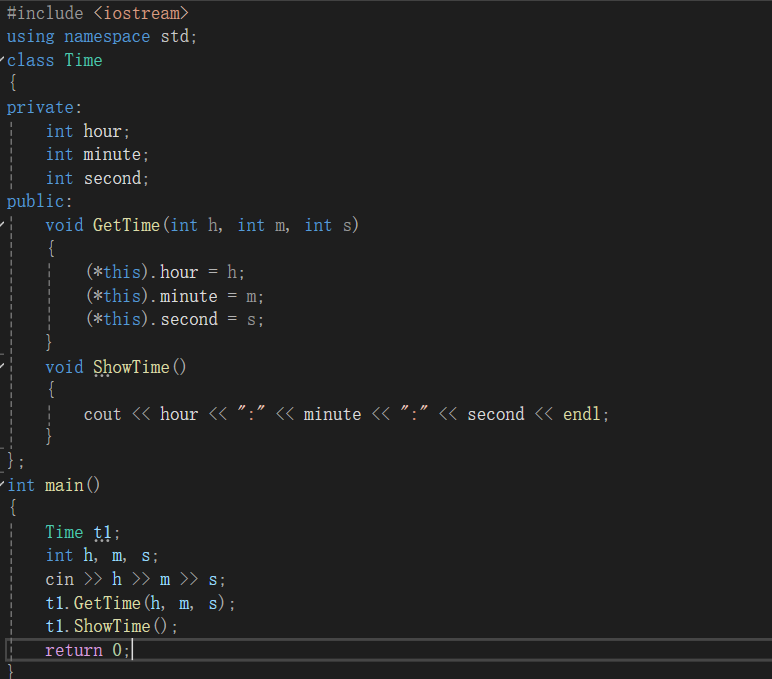 #include <iostream>
using namespace std;
class Time
{
private:
    int hour;
    int minute;
    int second;
public:
    void GetTime(int h, int m, int s)
    {
        (*this).hour = h;
        (*this).minute = m;
        (*this).second = s;
    }
    void ShowTime()
    {
        cout << hour << ":" << minute << ":" << second << endl;
    }
};
int main()
{
    Time t1;
    int h, m, s;
    cin >> h >> m >> s;
    t1.GetTime(h, m, s);
    t1.ShowTime();
    return 0;
}